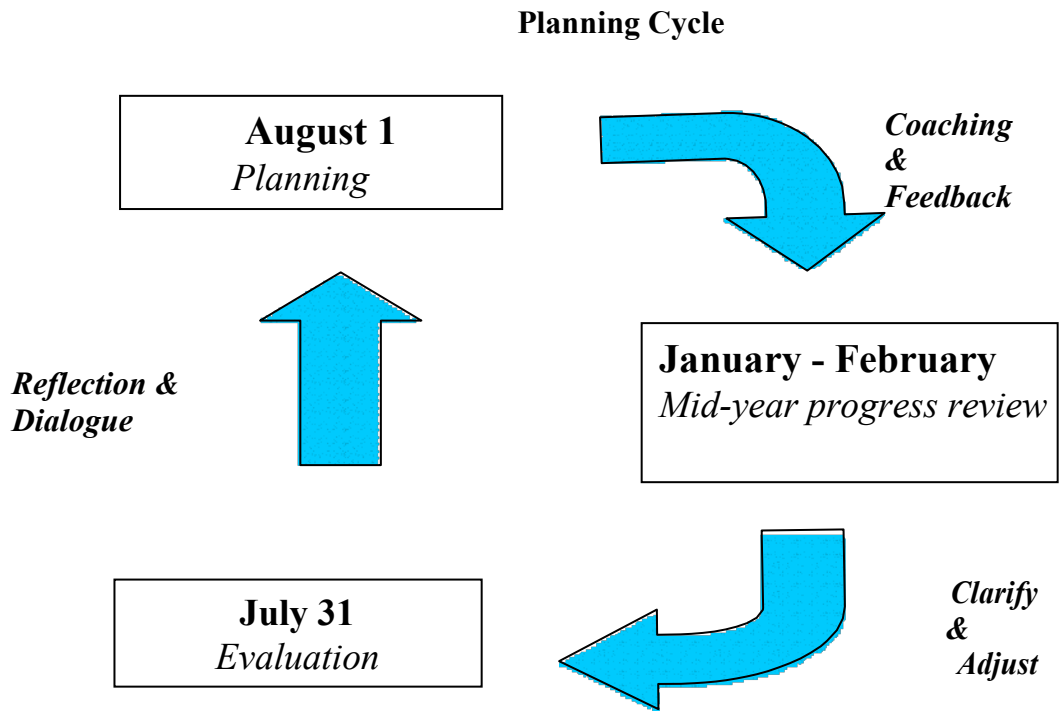 Planning Cycle
August 1
Planning
Coaching
&
Feedback
January - February
Mid-year progress review
Reflection &
Dialogue
July 31
Evaluation
Clarify
&
Adjust